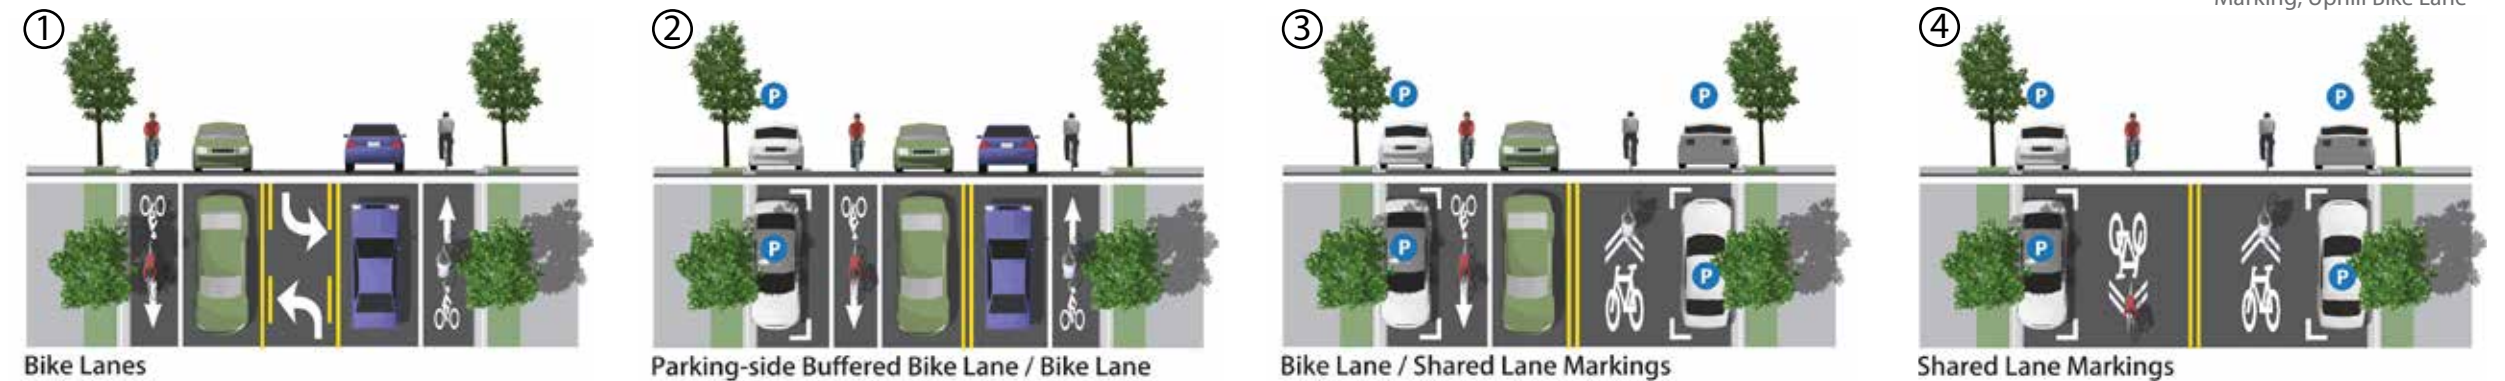 Marking, Uphill Bike Lane
① ② ③ ④
P P P P P
P P P P P
Bike Lanes
Parking-side Buffered Bike Lane / Bike Lane
Bike Lane / Shared Lane Markings
Shared Lane Markings